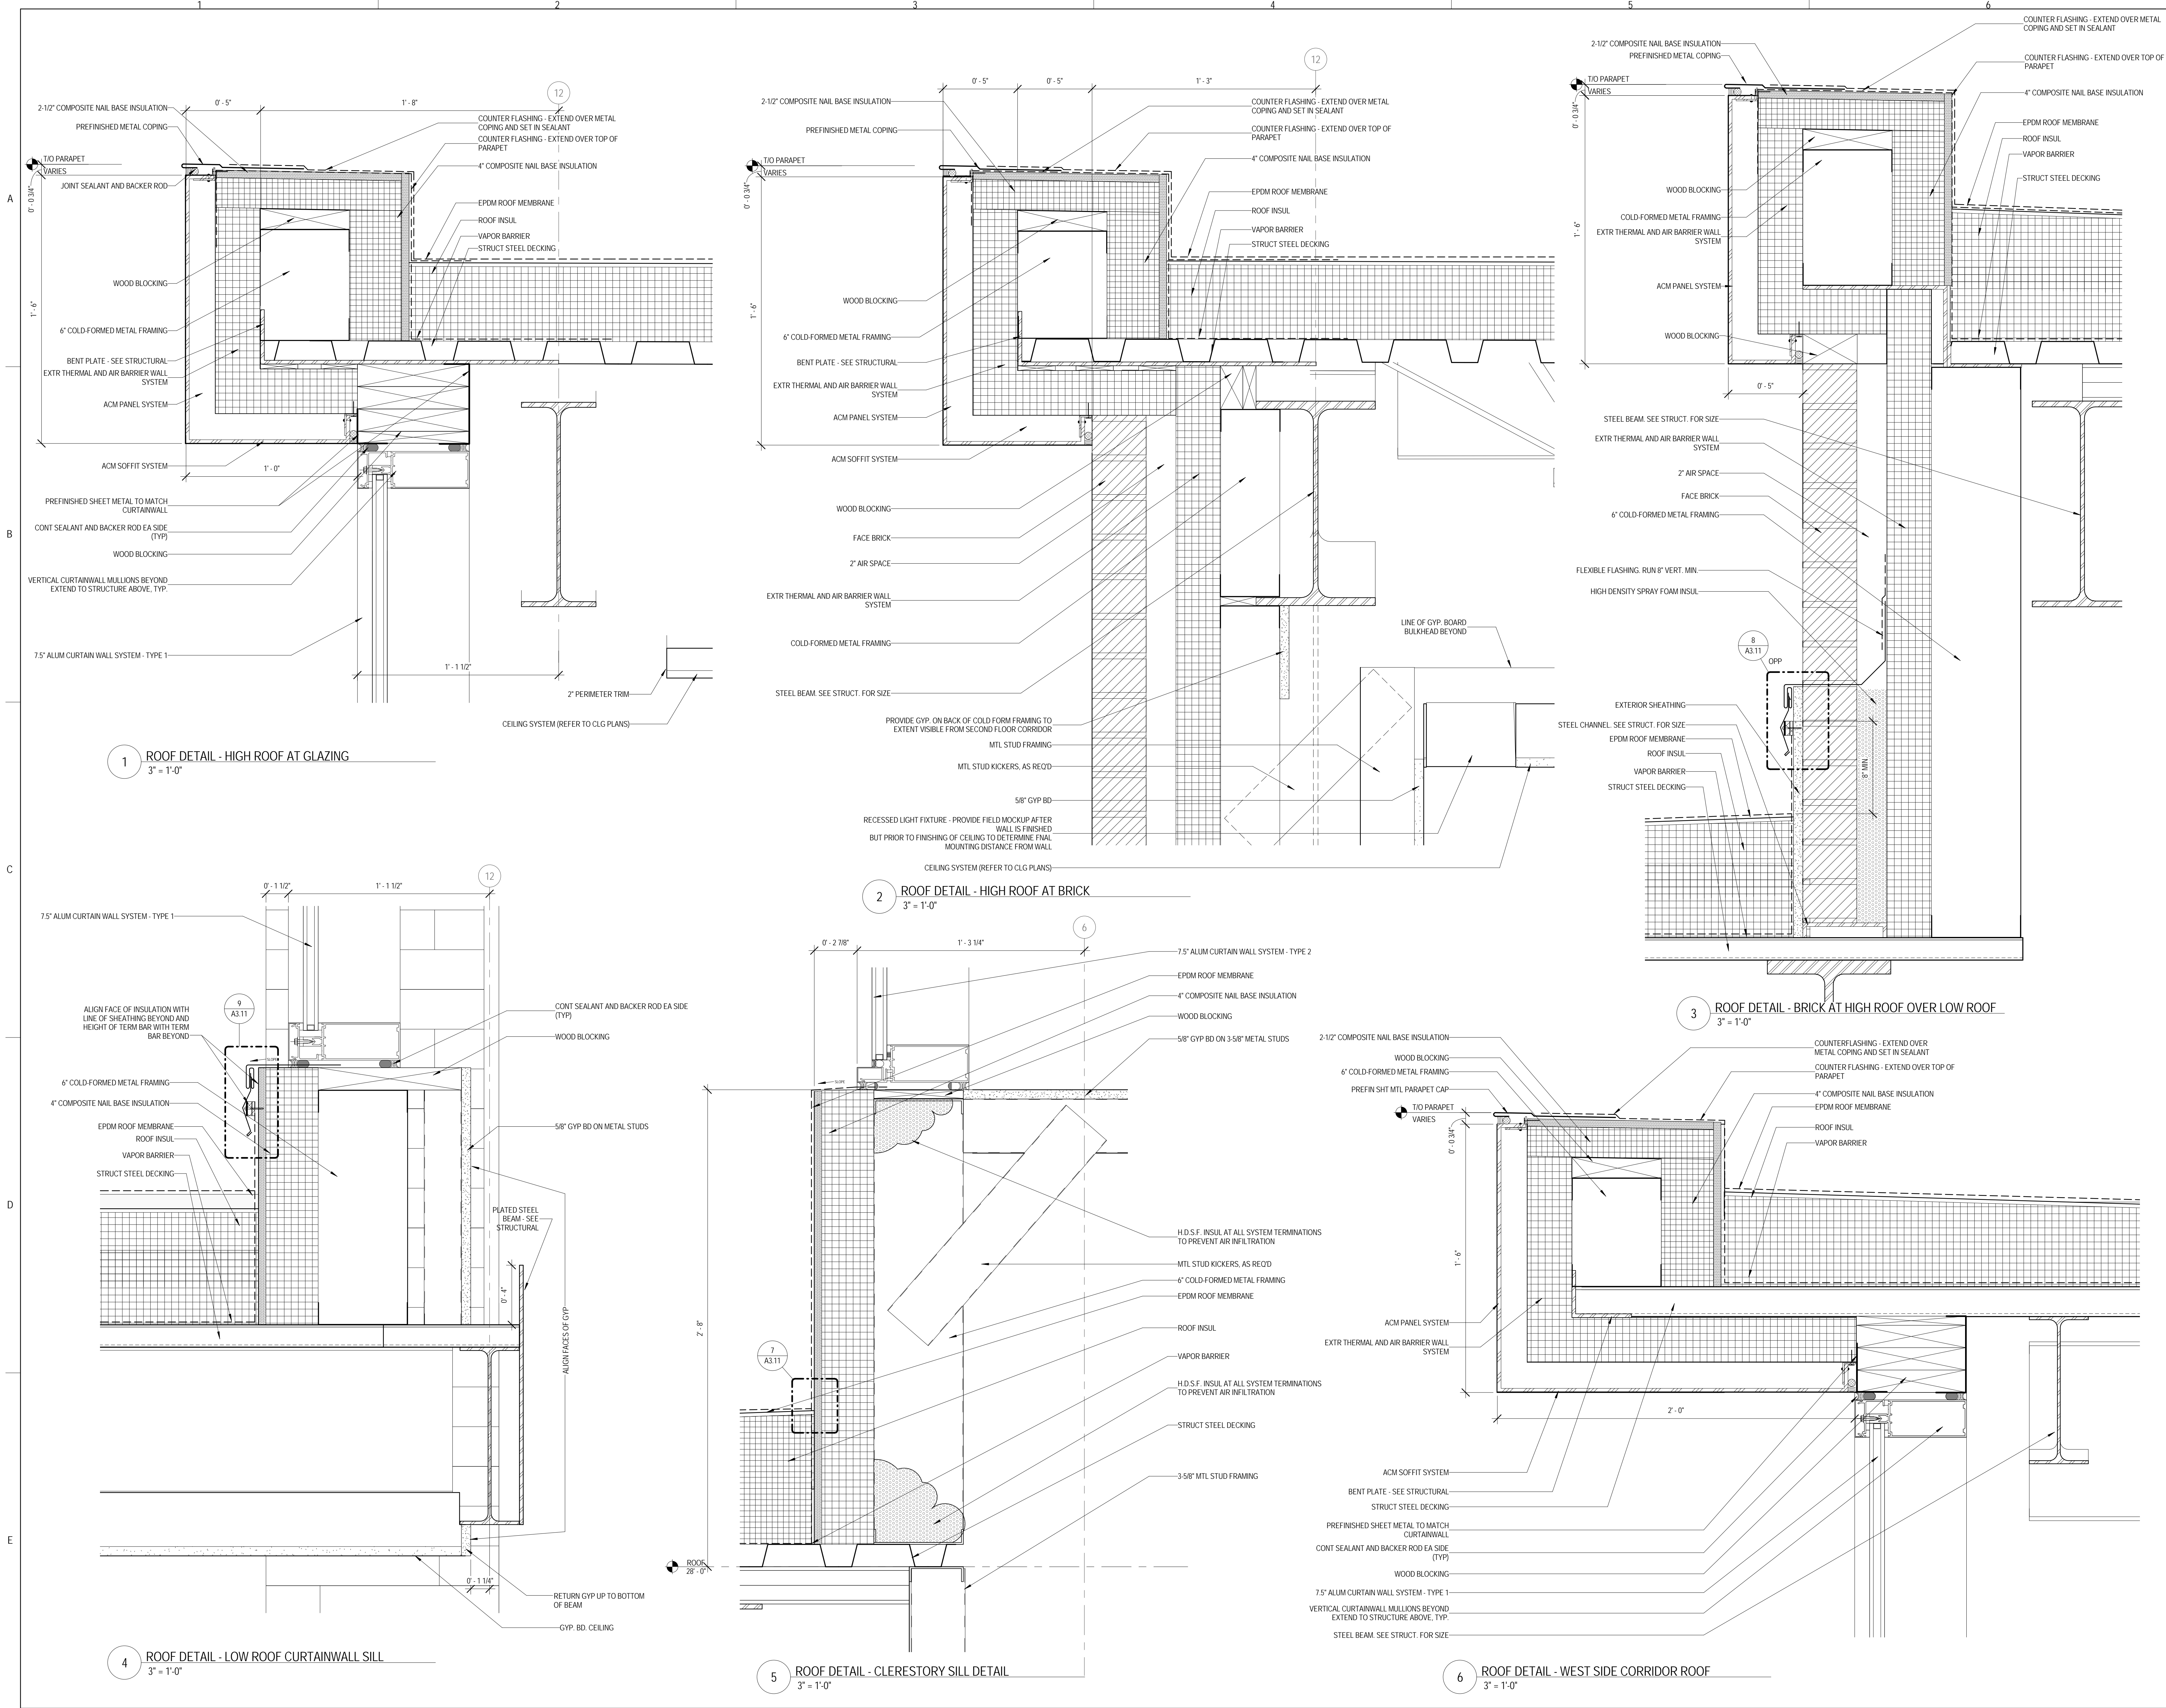 1
2
3
4
5
6
A
B
C
D
E
12
0' - 5"
1' - 8"
2-1/2" COMPOSITE NAIL BASE INSULATION
PREFINISHED METAL COPING
T/O PARAPET
VARIES
JOINT SEALANT AND BACKER ROD
0' - 0 3/4"
1' - 6"
COUNTER FLASHING - EXTEND OVER METAL
COPING AND SET IN SEALANT
COUNTER FLASHING - EXTEND OVER TOP OF
PARAPET
4" COMPOSITE NAIL BASE INSULATION
EPDM ROOF MEMBRANE
ROOF INSUL
VAPOR BARRIER
STRUCT STEEL DECKING
WOOD BLOCKING
6" COLD-FORMED METAL FRAMING
BENT PLATE - SEE STRUCTURAL
EXTR THERMAL AND AIR BARRIER WALL
SYSTEM
ACM PANEL SYSTEM
ACM SOFFIT SYSTEM
1' - 0"
PREFINISHED SHEET METAL TO MATCH
CURTAINWALL
CONT SEALANT AND BACKER ROD EA SIDE
(TYP)
WOOD BLOCKING
VERTICAL CURTAINWALL MULLIONS BEYOND
EXTEND TO STRUCTURE ABOVE, TYP.
7.5" ALUM CURTAIN WALL SYSTEM - TYPE 1
1' - 1 1/2"
2" PERIMETER TRIM
CEILING SYSTEM (REFER TO CLG PLANS)
1
ROOF DETAIL - HIGH ROOF AT GLAZING
3" = 1'-0"
12
0' - 5"
0' - 5"
1' - 3"
2-1/2" COMPOSITE NAIL BASE INSULATION
PREFINISHED METAL COPING
T/O PARAPET
VARIES
0' - 0 3/4"
1' - 6"
COUNTER FLASHING - EXTEND OVER METAL
COPING AND SET IN SEALANT
COUNTER FLASHING - EXTEND OVER TOP OF
PARAPET
4" COMPOSITE NAIL BASE INSULATION
EPDM ROOF MEMBRANE
ROOF INSUL
VAPOR BARRIER
STRUCT STEEL DECKING
WOOD BLOCKING
6" COLD-FORMED METAL FRAMING
BENT PLATE - SEE STRUCTURAL
EXTR THERMAL AND AIR BARRIER WALL
SYSTEM
ACM PANEL SYSTEM
ACM SOFFIT SYSTEM
WOOD BLOCKING
FACE BRICK
2" AIR SPACE
EXTR THERMAL AND AIR BARRIER WALL
SYSTEM
COLD-FORMED METAL FRAMING
STEEL BEAM. SEE STRUCT. FOR SIZE
LINE OF GYP. BOARD
BULKHEAD BEYOND
PROVIDE GYP. ON BACK OF COLD FORM FRAMING TO
EXTENT VISIBLE FROM SECOND FLOOR CORRIDOR
MTL STUD FRAMING
MTL STUD KICKERS, AS REQ'D
5/8" GYP BD
RECESSED LIGHT FIXTURE - PROVIDE FIELD MOCKUP AFTER
WALL IS FINISHED
BUT PRIOR TO FINISHING OF CEILING TO DETERMINE FNAL
MOUNTING DISTANCE FROM WALL
CEILING SYSTEM (REFER TO CLG PLANS)
2
ROOF DETAIL - HIGH ROOF AT BRICK
3" = 1'-0"
COUNTER FLASHING - EXTEND OVER METAL
COPING AND SET IN SEALANT
2-1/2" COMPOSITE NAIL BASE INSULATION
PREFINISHED METAL COPING
COUNTER FLASHING - EXTEND OVER TOP OF
PARAPET
T/O PARAPET
VARIES
0' - 0 3/4"
1' - 6"
4" COMPOSITE NAIL BASE INSULATION
EPDM ROOF MEMBRANE
ROOF INSUL
VAPOR BARRIER
STRUCT STEEL DECKING
WOOD BLOCKING
COLD-FORMED METAL FRAMING
EXTR THERMAL AND AIR BARRIER WALL
SYSTEM
ACM PANEL SYSTEM
WOOD BLOCKING
0' - 5"
STEEL BEAM. SEE STRUCT. FOR SIZE
EXTR THERMAL AND AIR BARRIER WALL
SYSTEM
2" AIR SPACE
FACE BRICK
6" COLD-FORMED METAL FRAMING
FLEXIBLE FLASHING. RUN 8" VERT. MIN.
HIGH DENSITY SPRAY FOAM INSUL
8
A3.11
OPP
EXTERIOR SHEATHING
STEEL CHANNEL. SEE STRUCT. FOR SIZE
EPDM ROOF MEMBRANE
ROOF INSUL
VAPOR BARRIER
STRUCT STEEL DECKING
8" MIN.
3
ROOF DETAIL - BRICK AT HIGH ROOF OVER LOW ROOF
3" = 1'-0"
12
0' - 1 1/2"
1' - 1 1/2"
7.5" ALUM CURTAIN WALL SYSTEM - TYPE 1
ALIGN FACE OF INSULATION WITH
LINE OF SHEATHING BEYOND AND
HEIGHT OF TERM BAR WITH TERM
BAR BEYOND
9
A3.11
SLOPE
CONT SEALANT AND BACKER ROD EA SIDE
(TYP)
WOOD BLOCKING
6" COLD-FORMED METAL FRAMING
4" COMPOSITE NAIL BASE INSULATION
EPDM ROOF MEMBRANE
ROOF INSUL
VAPOR BARRIER
STRUCT STEEL DECKING
5/8" GYP BD ON METAL STUDS
PLATED STEEL
BEAM - SEE
STRUCTURAL
0' - 4"
ALIGN FACES OF GYP
0' - 1 1/4"
RETURN GYP UP TO BOTTOM
OF BEAM
GYP. BD. CEILING
4
ROOF DETAIL - LOW ROOF CURTAINWALL SILL
3" = 1'-0"
6
0' - 2 7/8"
1' - 3 1/4"
7.5" ALUM CURTAIN WALL SYSTEM - TYPE 2
EPDM ROOF MEMBRANE
4" COMPOSITE NAIL BASE INSULATION
WOOD BLOCKING
5/8" GYP BD ON 3-5/8" METAL STUDS
SLOPE
2' - 8"
H.D.S.F. INSUL AT ALL SYSTEM TERMINATIONS
TO PREVENT AIR INFILTRATION
MTL STUD KICKERS, AS REQ'D
6" COLD-FORMED METAL FRAMING
EPDM ROOF MEMBRANE
ROOF INSUL
7
A3.11
VAPOR BARRIER
H.D.S.F. INSUL AT ALL SYSTEM TERMINATIONS
TO PREVENT AIR INFILTRATION
STRUCT STEEL DECKING
3-5/8" MTL STUD FRAMING
ROOF
28' - 0"
5
ROOF DETAIL - CLERESTORY SILL DETAIL
3" = 1'-0"
2-1/2" COMPOSITE NAIL BASE INSULATION
WOOD BLOCKING
6" COLD-FORMED METAL FRAMING
PREFIN SHT MTL PARAPET CAP
T/O PARAPET
VARIES
0' - 0 3/4"
1' - 6"
COUNTERFLASHING - EXTEND OVER
METAL COPING AND SET IN SEALANT
COUNTER FLASHING - EXTEND OVER TOP OF
PARAPET
4" COMPOSITE NAIL BASE INSULATION
EPDM ROOF MEMBRANE
ROOF INSUL
VAPOR BARRIER
ACM PANEL SYSTEM
EXTR THERMAL AND AIR BARRIER WALL
SYSTEM
2' - 0"
ACM SOFFIT SYSTEM
BENT PLATE - SEE STRUCTURAL
STRUCT STEEL DECKING
PREFINISHED SHEET METAL TO MATCH
CURTAINWALL
CONT SEALANT AND BACKER ROD EA SIDE
(TYP)
WOOD BLOCKING
7.5" ALUM CURTAIN WALL SYSTEM - TYPE 1
VERTICAL CURTAINWALL MULLIONS BEYOND
EXTEND TO STRUCTURE ABOVE, TYP.
STEEL BEAM. SEE STRUCT. FOR SIZE
6
ROOF DETAIL - WEST SIDE CORRIDOR ROOF
3" = 1'-0"